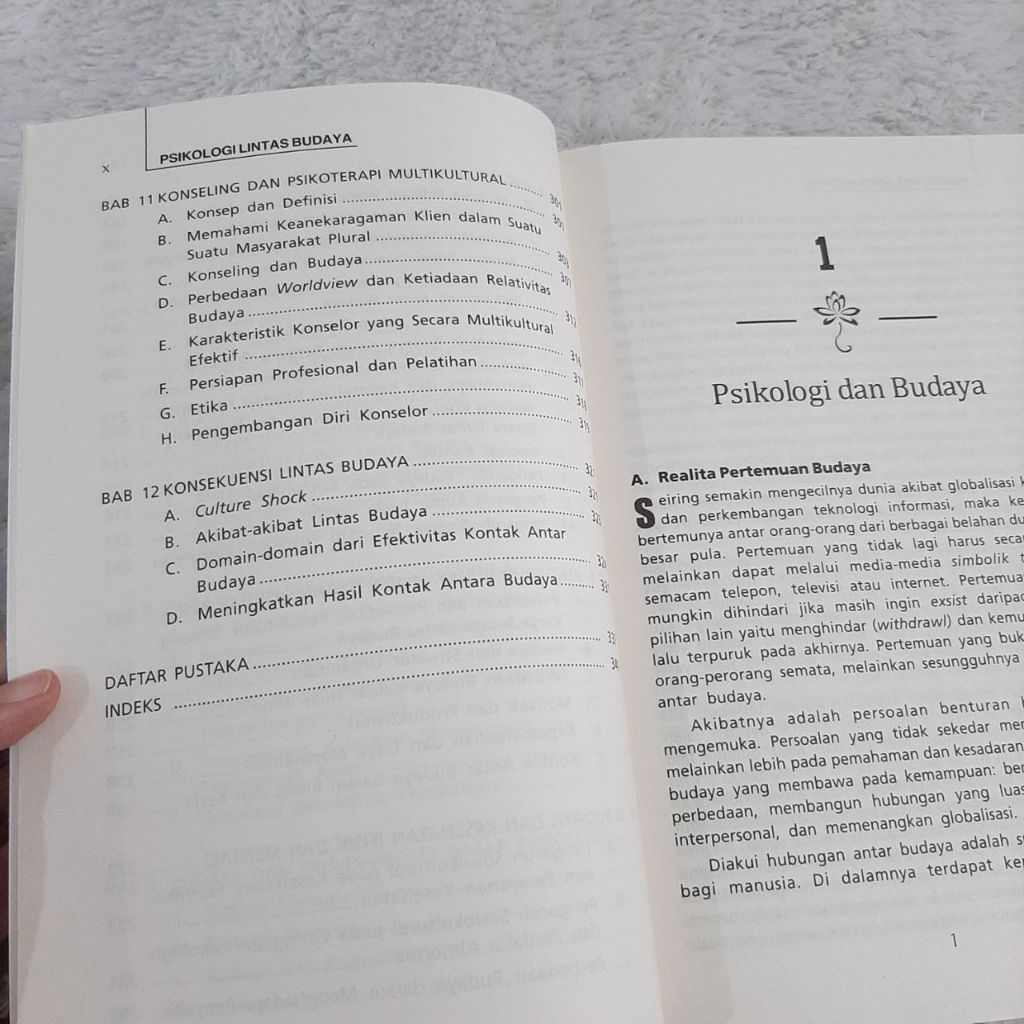 x
PSIKOLOGI LINTAS BUDAYA
BAB 11 KONSELING DAN PSIKOTERAPI MULTIKULTURAL ........ 301
A. Konsep dan Definisi ........ 301
B. Memahami Keanekaragaman Klien dalam Suatu
Suatu Masyarakat Plural ........ 303
C. Konseling dan Budaya ........ 307
D. Perbedaan Worldview dan Ketiadaan Relativitas
Budaya ........ 312
E. Karakteristik Konselor yang Secara Multikultural
Efektif ........ 316
F. Persiapan Profesional dan Pelatihan ........ 317
G. Etika ........ 318
H. Pengembangan Diri Konselor ........ 319
BAB 12 KONSEKUENSI LINTAS BUDAYA ........
A. Culture Shock ........
B. Akibat-akibat Lintas Budaya ........
C. Domain-domain dari Efektivitas Kontak Antar
Budaya ........
D. Meningkatkan Hasil Kontak Antara Budaya ........
DAFTAR PUSTAKA ........
INDEKS ........
1
Psikologi dan Budaya
A. Realita Pertemuan Budaya
Seiring semakin mengecilnya dunia akibat globalisasi
dan perkembangan teknologi informasi, maka
bertemunya antar orang-orang dari berbagai belahan
besar pula. Pertemuan yang tidak lagi harus
melainkan dapat melalui media-media simbolik
semacam telepon, televisi atau internet.
mungkin dihindari jika masih ingin exsist
pilihan lain yaitu menghindar (withdrawl) dan
lalu terpuruk pada akhirnya. Pertemuan yang
orang-perorang semata, melainkan sesungguhnya
antar budaya.
Akibatnya adalah persoalan benturan
mengemuka. Persoalan yang tidak sekedar
melainkan lebih pada pemahaman dan kesadaran
budaya yang membawa pada kemampuan:
perbedaan, membangun hubungan yang
interpersonal, dan memenangkan globalisasi.
Diakui hubungan antar budaya adalah
bagi manusia. Di dalamnya terdapat
1